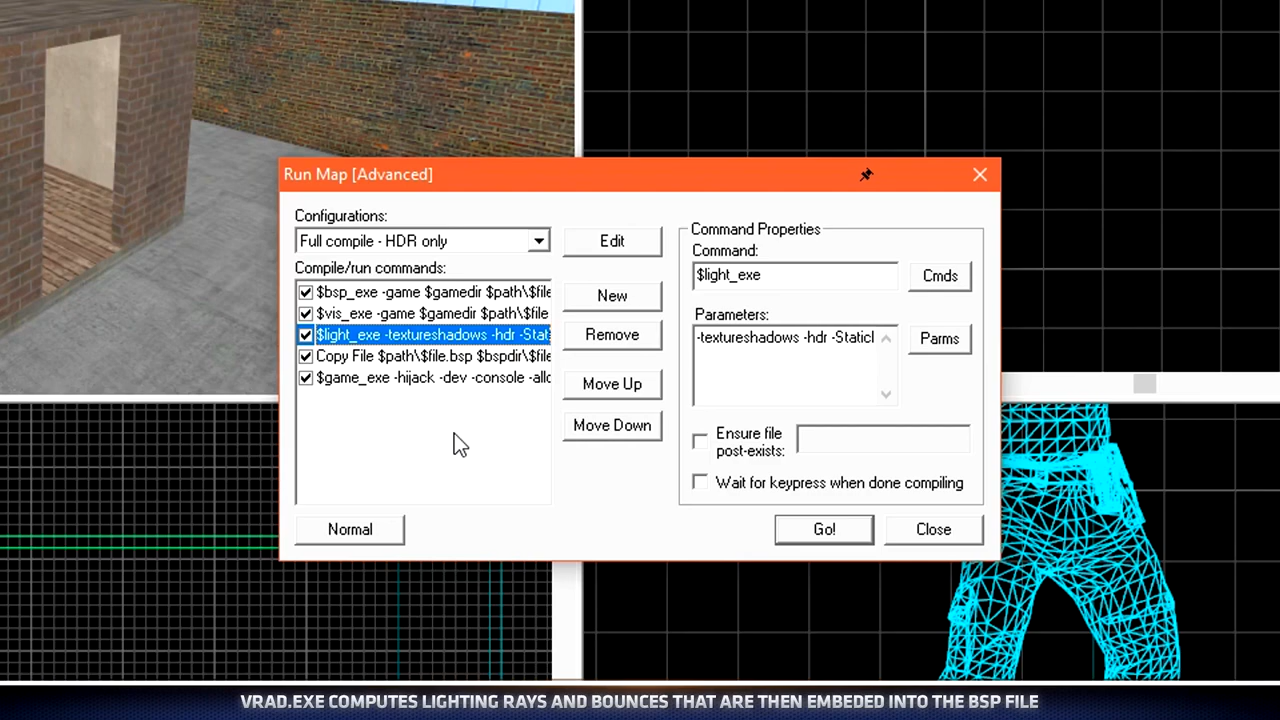 Run Map [Advanced]
Configurations:
Full compile - HDR only
Edit
Compile/run commands:
$bsp_exe -game $gamedir $path\$file
$vis_exe -game $gamedir $path\$file
$light_exe -textureshadows -hdr -Stat
Copy File $path\$file.bsp $bspdir\$file
$game_exe -hijack -dev -console -allo
New
Remove
Move Up
Move Down
Normal
Command Properties
Command:
$light_exe
Cmds
Parameters:
-textureshadows -hdr -Staticl
Parms
Ensure file
post-exists:
Wait for keypress when done compiling
Go!
Close
VRAD.EXE COMPUTES LIGHTING RAYS AND BOUNCES THAT ARE THEN EMBEDED INTO THE BSP FILE